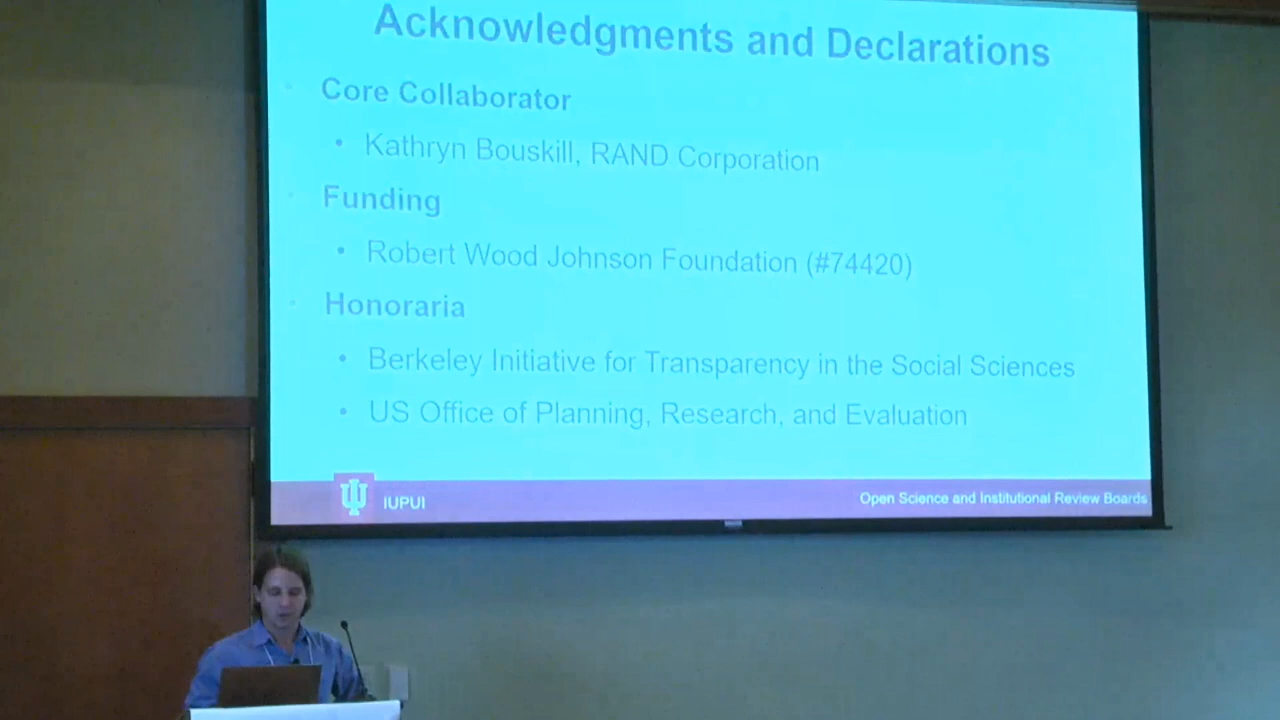 Acknowledgments and Declarations
Core Collaborator
• Kathryn Bouskill, RAND Corporation
Funding
• Robert Wood Johnson Foundation (#74420)
Honoraria
• Berkeley Initiative for Transparency in the Social Sciences
• US Office of Planning, Research, and Evaluation
IUPUI
Open Science and Institutional Review Boards